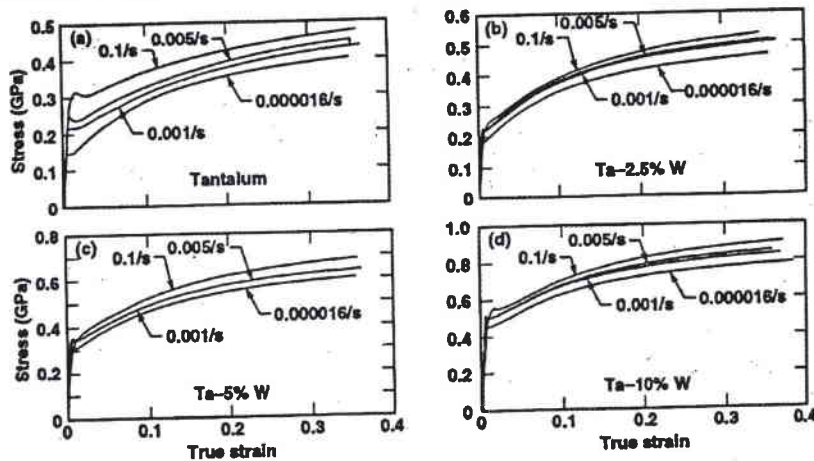 (a)
0.5
0.4
0.3
0.2
0.1
0
Stress (GPa)
0.1/s
0.005/s
0.001/s
0.000016/s
Tantalum
(b)
0.6
0.5
0.4
0.3
0.2
0.1
0
0.1/s
0.005/s
0.001/s
0.000016/s
Ta–2.5% W
(c)
0.8
0.6
0.4
0.2
0
Stress (GPa)
0.1/s
0.005/s
0.001/s
0.000016/s
Ta–5% W
0 0.1 0.2 0.3 0.4
True strain
(d)
1.0
0.8
0.6
0.4
0.2
0
0.1/s
0.005/s
0.001/s
0.000016/s
Ta–10% W
0 0.1 0.2 0.3 0.4
True strain